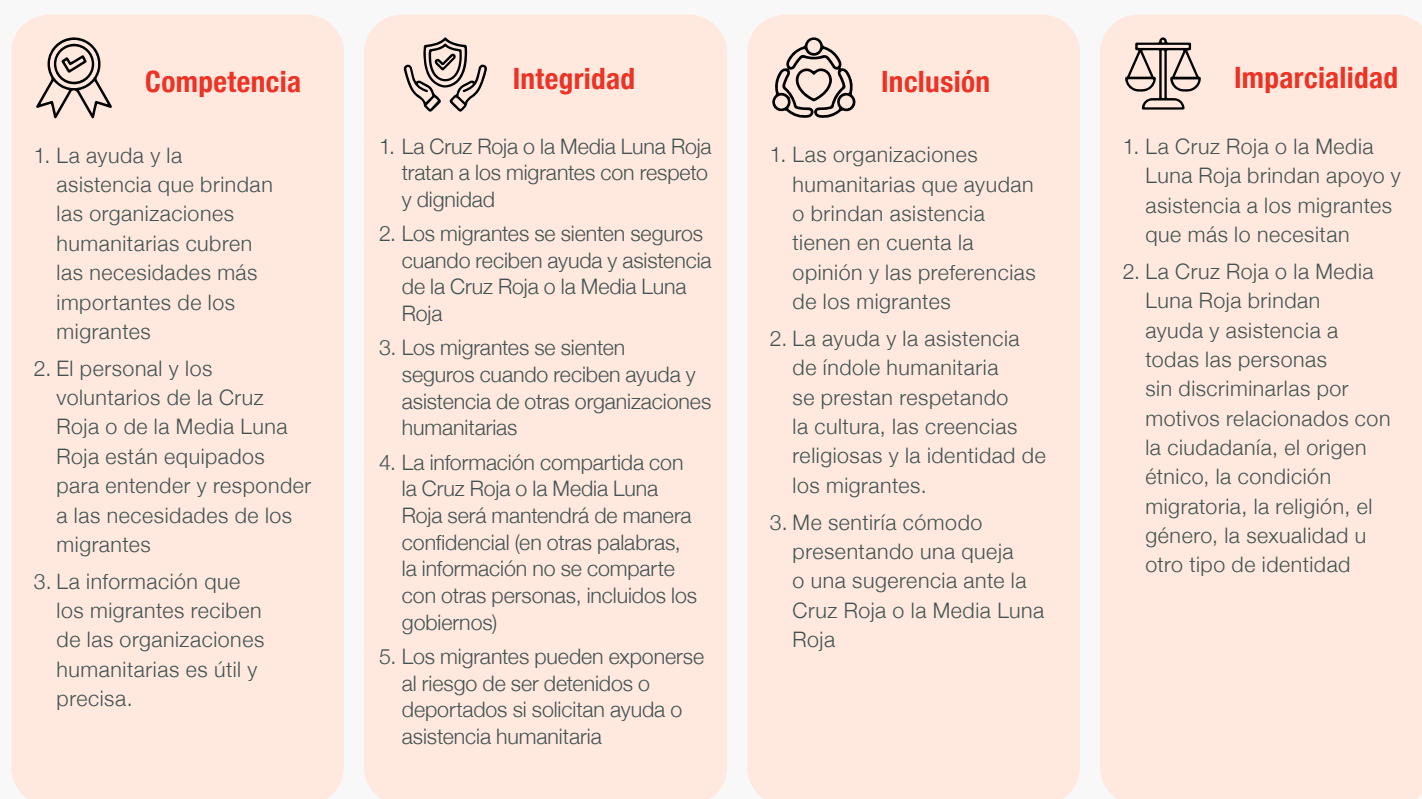 Competencia
1. La ayuda y la
asistencia que brindan
las organizaciones
humanitarias cubren
las necesidades más
importantes de los
migrantes
2. El personal y los
voluntarios de la Cruz
Roja o de la Media Luna
Roja están equipados
para entender y responder
a las necesidades de los
migrantes
3. La información que
los migrantes reciben
de las organizaciones
humanitarias es útil y
precisa.
Integridad
1. La Cruz Roja o la Media Luna Roja
tratan a los migrantes con respeto
y dignidad
2. Los migrantes se sienten seguros
cuando reciben ayuda y asistencia
de la Cruz Roja o la Media Luna
Roja
3. Los migrantes se sienten
seguros cuando reciben ayuda y
asistencia de otras organizaciones
humanitarias
4. La información compartida con
la Cruz Roja o la Media Luna
Roja será mantendrá de manera
confidencial (en otras palabras,
la información no se comparte
con otras personas, incluidos los
gobiernos)
5. Los migrantes pueden exponerse
al riesgo de ser detenidos o
deportados si solicitan ayuda o
asistencia humanitaria
Inclusión
1. Las organizaciones
humanitarias que ayudan
o brindan asistencia
tienen en cuenta la
opinión y las preferencias
de los migrantes
2. La ayuda y la asistencia
de índole humanitaria
se prestan respetando
la cultura, las creencias
religiosas y la identidad de
los migrantes.
3. Me sentiría cómodo
presentando una queja
o una sugerencia ante la
Cruz Roja o la Media Luna
Roja
Imparcialidad
1. La Cruz Roja o la Media
Luna Roja brindan apoyo y
asistencia a los migrantes
que más lo necesitan
2. La Cruz Roja o la Media
Luna Roja brindan
ayuda y asistencia a
todas las personas
sin discriminarlas por
motivos relacionados con
la ciudadanía, el origen
étnico, la condición
migratoria, la religión, el
género, la sexualidad u
otro tipo de identidad